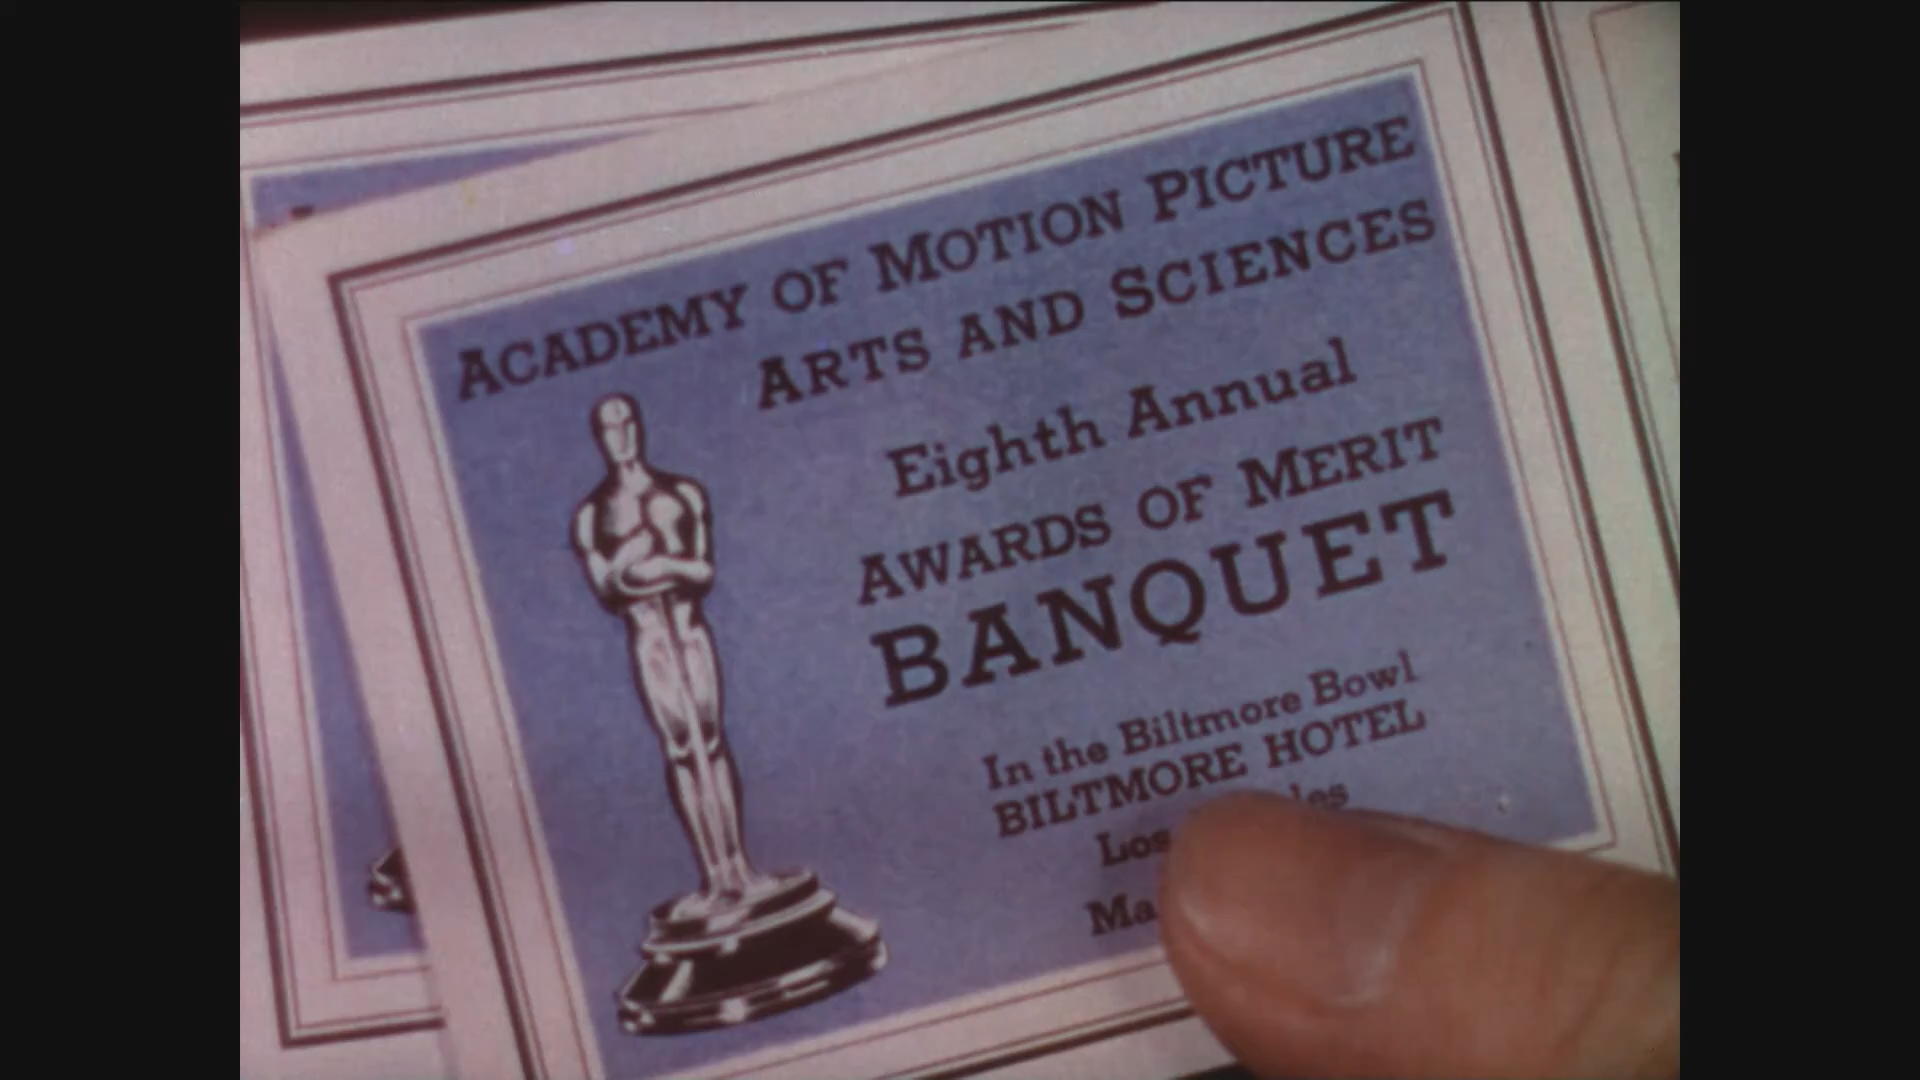 ACADEMY OF MOTION PICTURE
ARTS AND SCIENCES
Eighth Annual
AWARDS OF MERIT
BANQUET
In the Biltmore Bowl
BILTMORE HOTEL
Los